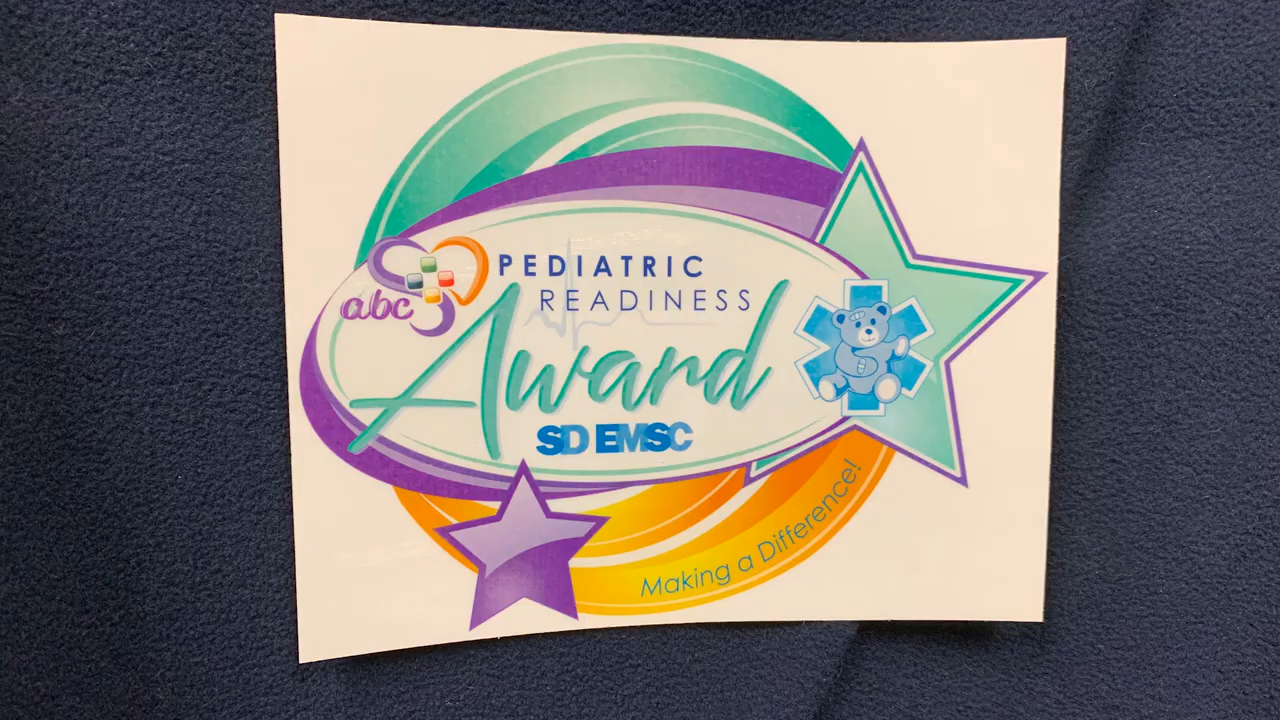 abc
PEDIATRIC
READINESS
Award
SD EMSC
Making a Difference!